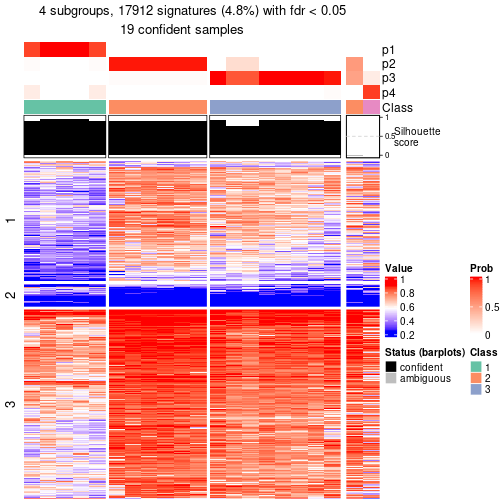 4 subgroups, 17912 signatures (4.8%) with fdr < 0.05
19 confident samples
p1
p2
p3
p4
Class
1
0.5
0
Silhouette
score
1
2
3
Value
1
0.8
0.6
0.4
0.2
Prob
1
0.5
0
Status (barplots)
confident
ambiguous
Class
1
2
3